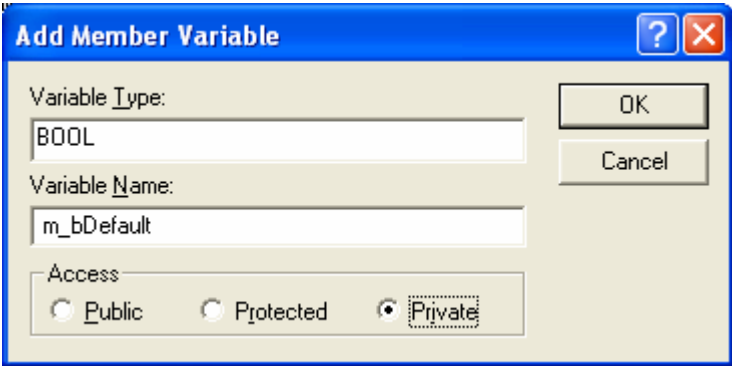 Add Member Variable
Variable Type:
OK
BOOL
Cancel
Variable Name:
m_bDefault
Access
Public Protected Private